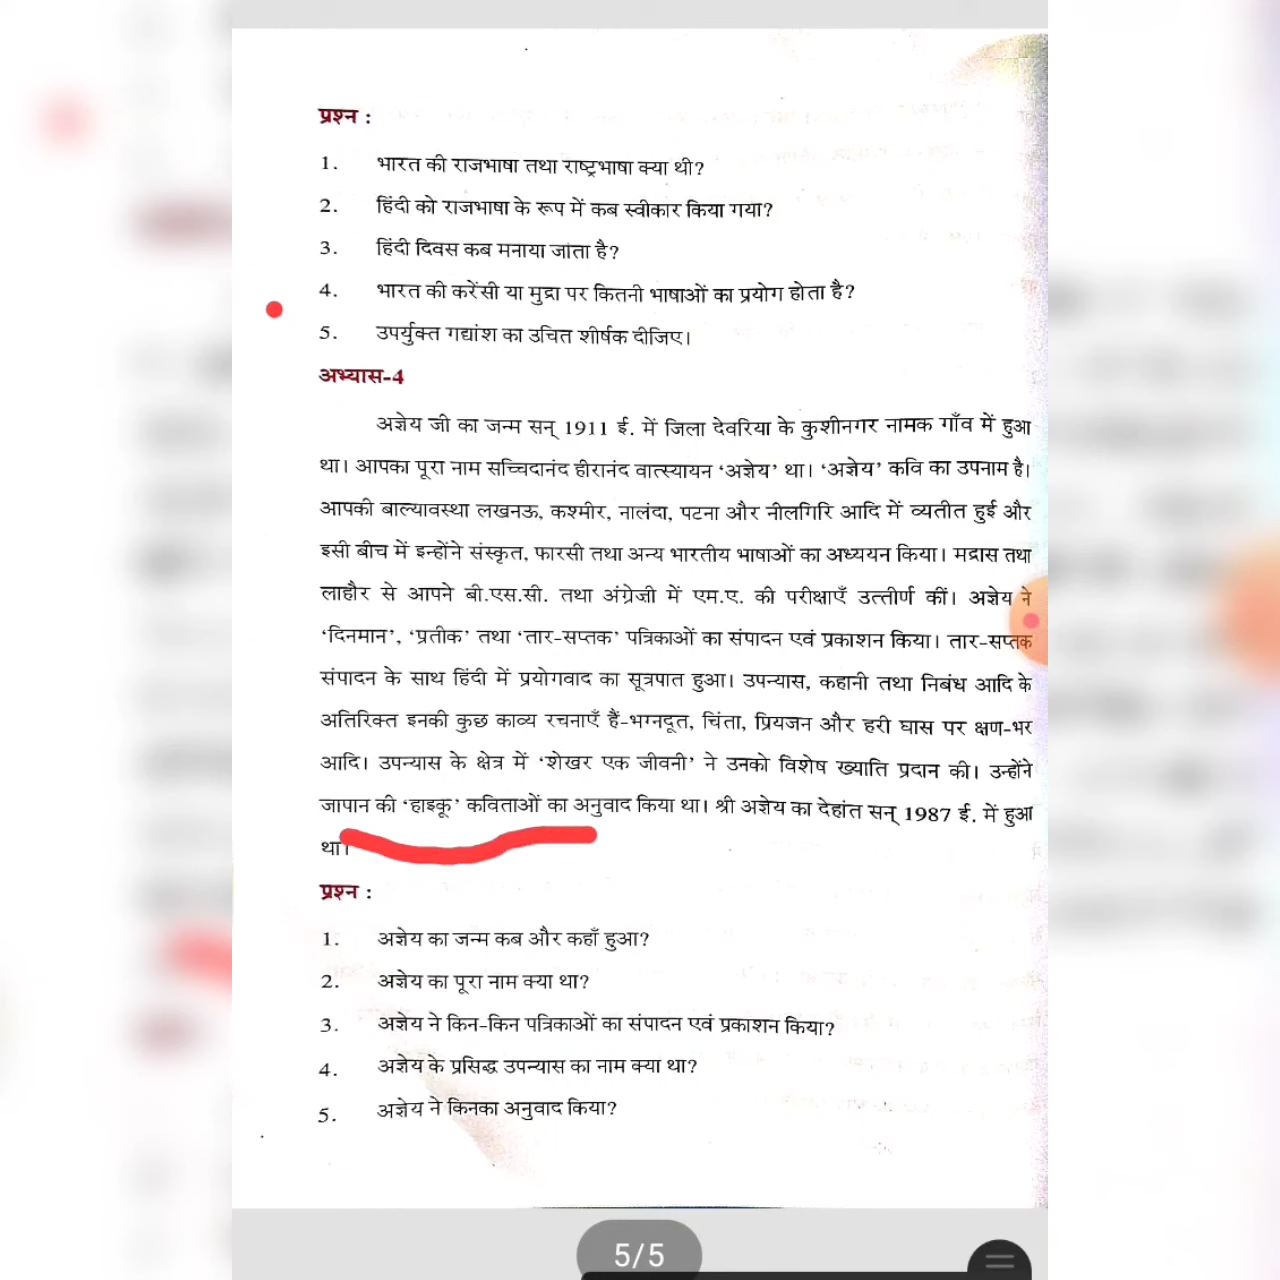 प्रश्न :
1. भारत की राजभाषा तथा राष्ट्रभाषा क्या थी?
2. हिंदी को राजभाषा के रूप में कब स्वीकार किया गया?
3. हिंदी दिवस कब मनाया जाता है?
4. भारत की करेंसी या मुद्रा पर कितनी भाषाओं का प्रयोग होता है?
5. उपर्युक्त गद्यांश का उचित शीर्षक दीजिए।
अभ्यास-4
अज्ञेय जी का जन्म सन् 1911 ई. में जिला देवरिया के कुशीनगर नामक गाँव में हुआ
था। आपका पूरा नाम सच्चिदानंद हीरानंद वात्स्यायन ‘अज्ञेय’ था। ‘अज्ञेय’ कवि का उपनाम है।
आपकी बाल्यावस्था लखनऊ, कश्मीर, नालंदा, पटना और नीलगिरि आदि में व्यतीत हुई और
इसी बीच में इन्होंने संस्कृत, फारसी तथा अन्य भारतीय भाषाओं का अध्ययन किया। मद्रास तथा
लाहौर से आपने बी.एस.सी. तथा अंग्रेजी में एम.ए. की परीक्षाएँ उत्तीर्ण कीं। अज्ञेय ने
‘दिनमान’, ‘प्रतीक’ तथा ‘तार-सप्तक’ पत्रिकाओं का संपादन एवं प्रकाशन किया। तार-सप्तक
संपादन के साथ हिंदी में प्रयोगवाद का सूत्रपात हुआ। उपन्यास, कहानी तथा निबंध आदि के
अतिरिक्त इनकी कुछ काव्य रचनाएँ हैं-भग्नदूत, चिंता, प्रियजन और हरी घास पर क्षण-भर
आदि। उपन्यास के क्षेत्र में ‘शेखर एक जीवनी’ ने उनको विशेष ख्याति प्रदान की। उन्होंने
जापान की ‘हाइकू’ कविताओं का अनुवाद किया था। श्री अज्ञेय का देहांत सन् 1987 ई. में हुआ
था।
प्रश्न :
1. अज्ञेय का जन्म कब और कहाँ हुआ?
2. अज्ञेय का पूरा नाम क्या था?
3. अज्ञेय ने किन-किन पत्रिकाओं का संपादन एवं प्रकाशन किया?
4. अज्ञेय के प्रसिद्ध उपन्यास का नाम क्या था?
5. अज्ञेय ने किनका अनुवाद किया?
5/5